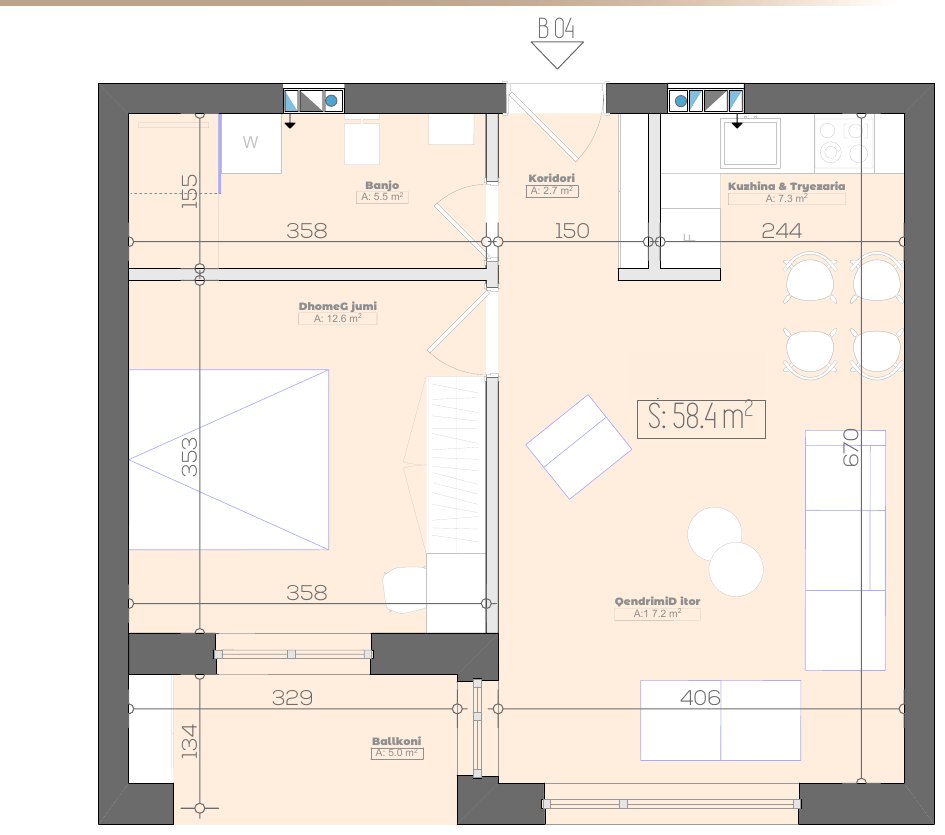 B 04
W
155
Banjo
A: 5.5 m²
Koridori
A: 2.7 m²
Kuzhina & Tryezaria
A: 7.3 m²
358
150
F
244
DhomeG jumi
A: 12.6 m²
S: 58.4 m²
353
670
358
QendrimiD itor
A:1 7.2 m²
329
406
134
Ballkoni
A: 5.0 m²